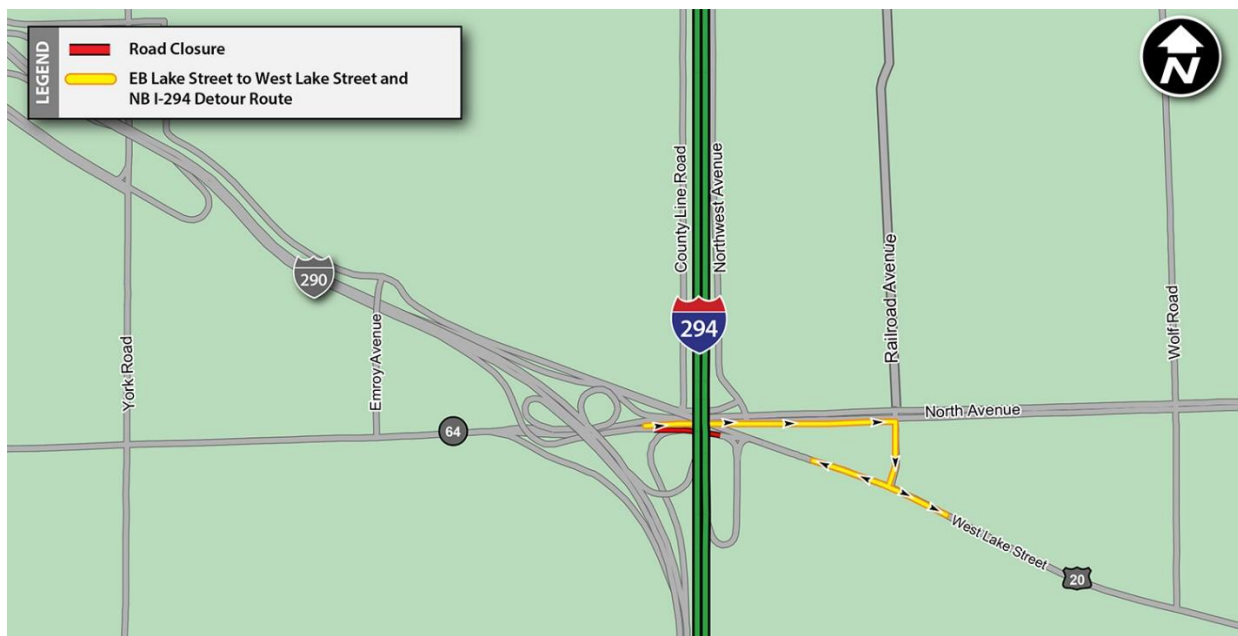 LEGEND
Road Closure
EB Lake Street to West Lake Street and
NB I-294 Detour Route
N
290
294
64
20
York Road
Emroy Avenue
County Line Road
Northwest Avenue
Railroad Avenue
Wolf Road
North Avenue
West Lake Street